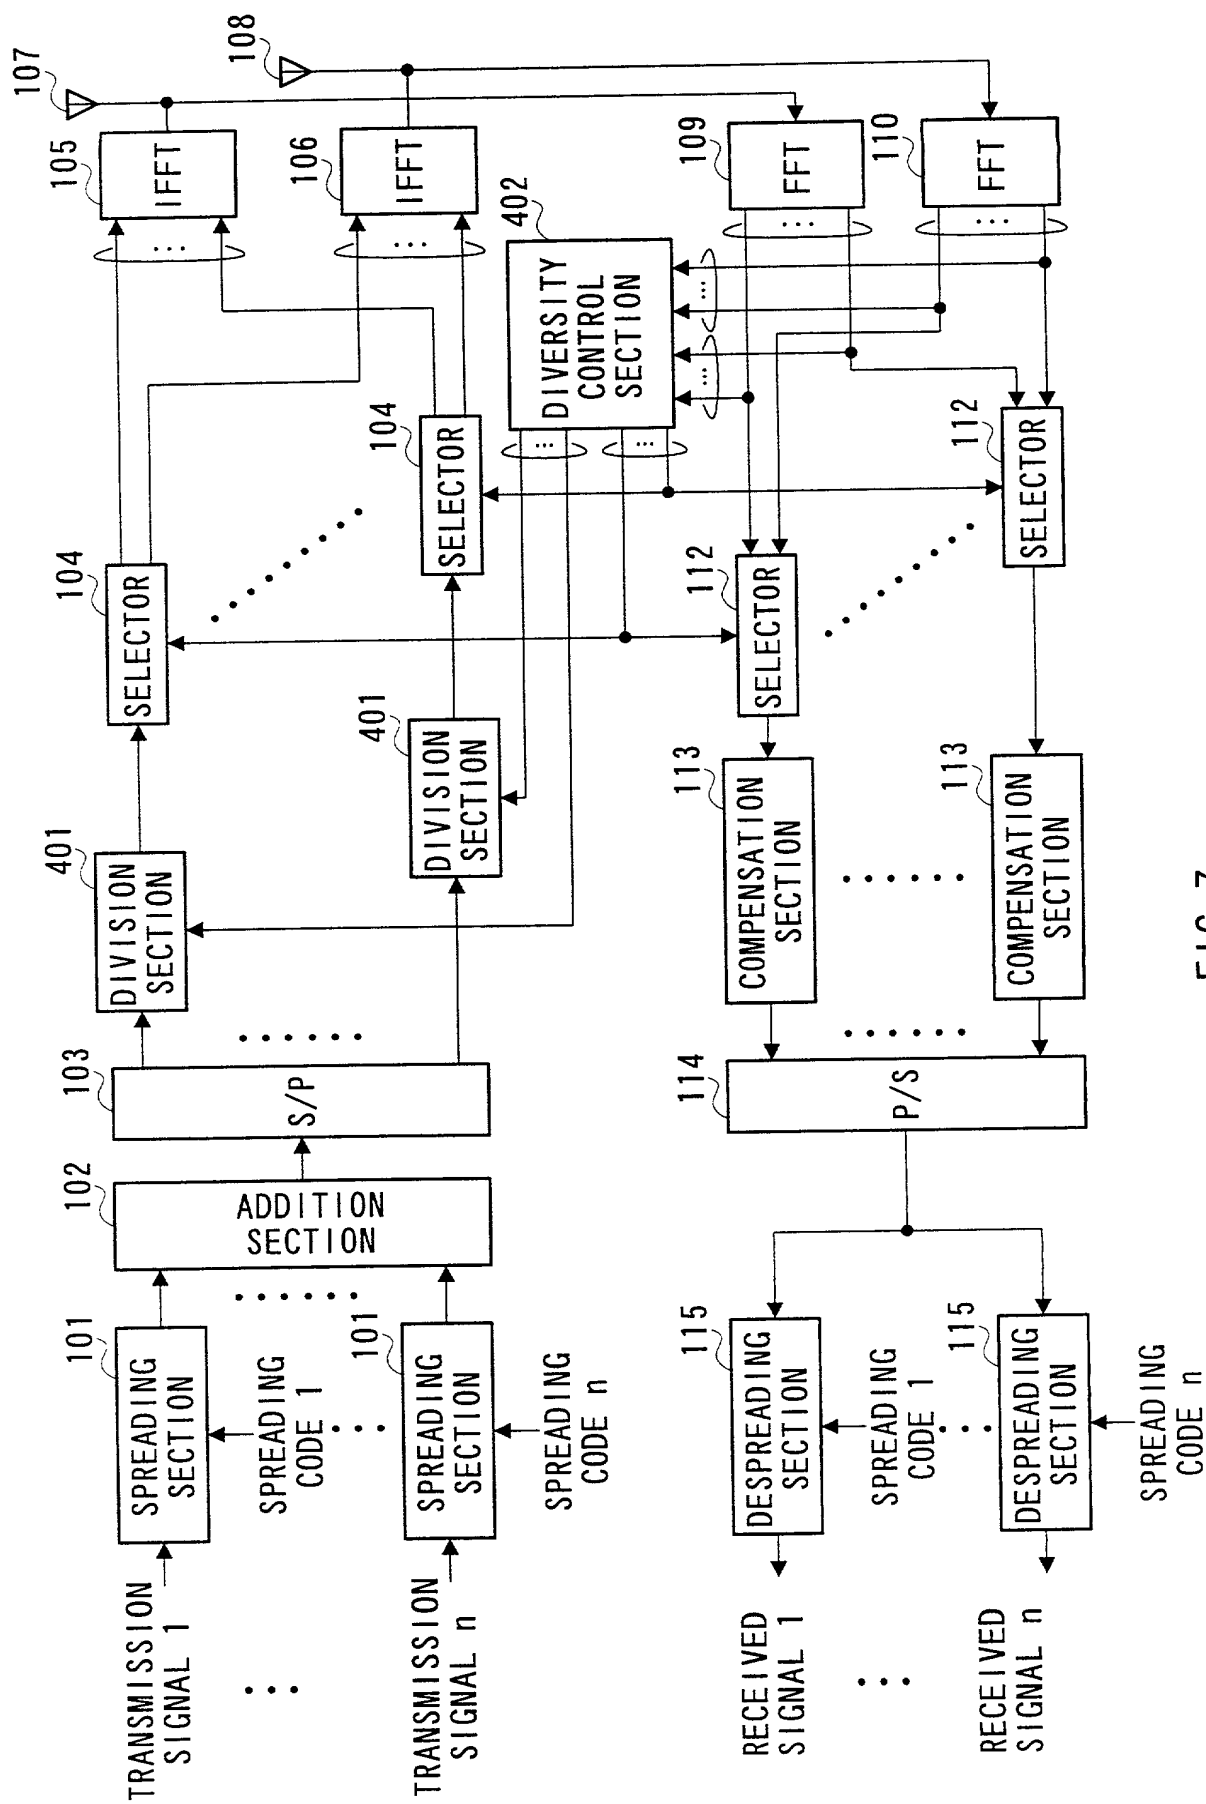 TRANSMISSION
SIGNAL 1
TRANSMISSION
SIGNAL n
101
SPREADING
SECTION
SPREADING
CODE 1
101
SPREADING
SECTION
SPREADING
CODE n
102
ADDITION
SECTION
103
S/P
401
DIVISION
SECTION
401
DIVISION
SECTION
104
SELECTOR
104
SELECTOR
105
IFFT
106
IFFT
107
108
402
DIVERSITY
CONTROL
SECTION
109
FFT
110
FFT
112
SELECTOR
112
SELECTOR
113
COMPENSATION
SECTION
113
COMPENSATION
SECTION
114
P/S
115
DESPREADING
SECTION
SPREADING
CODE 1
115
DESPREADING
SECTION
SPREADING
CODE n
RECEIVED
SIGNAL 1
RECEIVED
SIGNAL n